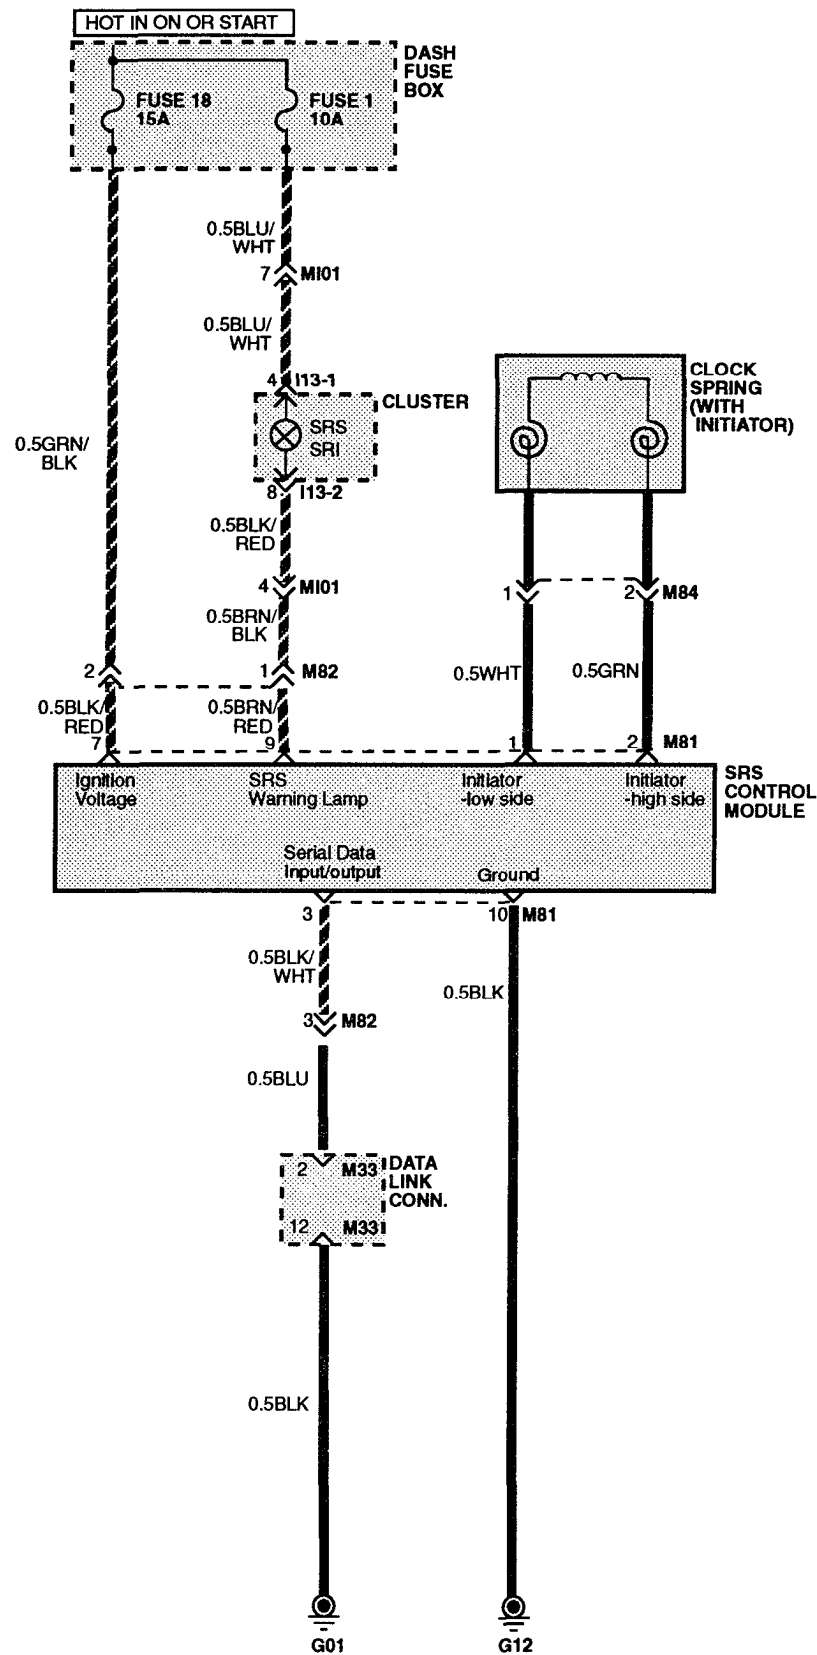 HOT IN ON OR START
DASH
FUSE
BOX
FUSE 18
15A
FUSE 1
10A
0.5BLU/
WHT
7
MI01
0.5BLU/
WHT
4
I13-1
CLUSTER
SRS
SRI
8
I13-2
CLOCK
SPRING
(WITH
INITIATOR)
0.5GRN/
BLK
0.5BLK/
RED
4
MI01
1
2
M84
0.5BRN/
BLK
2
1
M82
0.5WHT
0.5GRN
0.5BLK/
RED
0.5BRN/
RED
7
9
1
2
M81
Ignition
Voltage
SRS
Warning Lamp
Initiator
-low side
Initiator
-high side
SRS
CONTROL
MODULE
Serial Data
Input/output
Ground
3
10
M81
0.5BLK/
WHT
0.5BLK
3
M82
0.5BLU
2
M33
DATA
LINK
CONN.
12
M33
0.5BLK
G01
G12